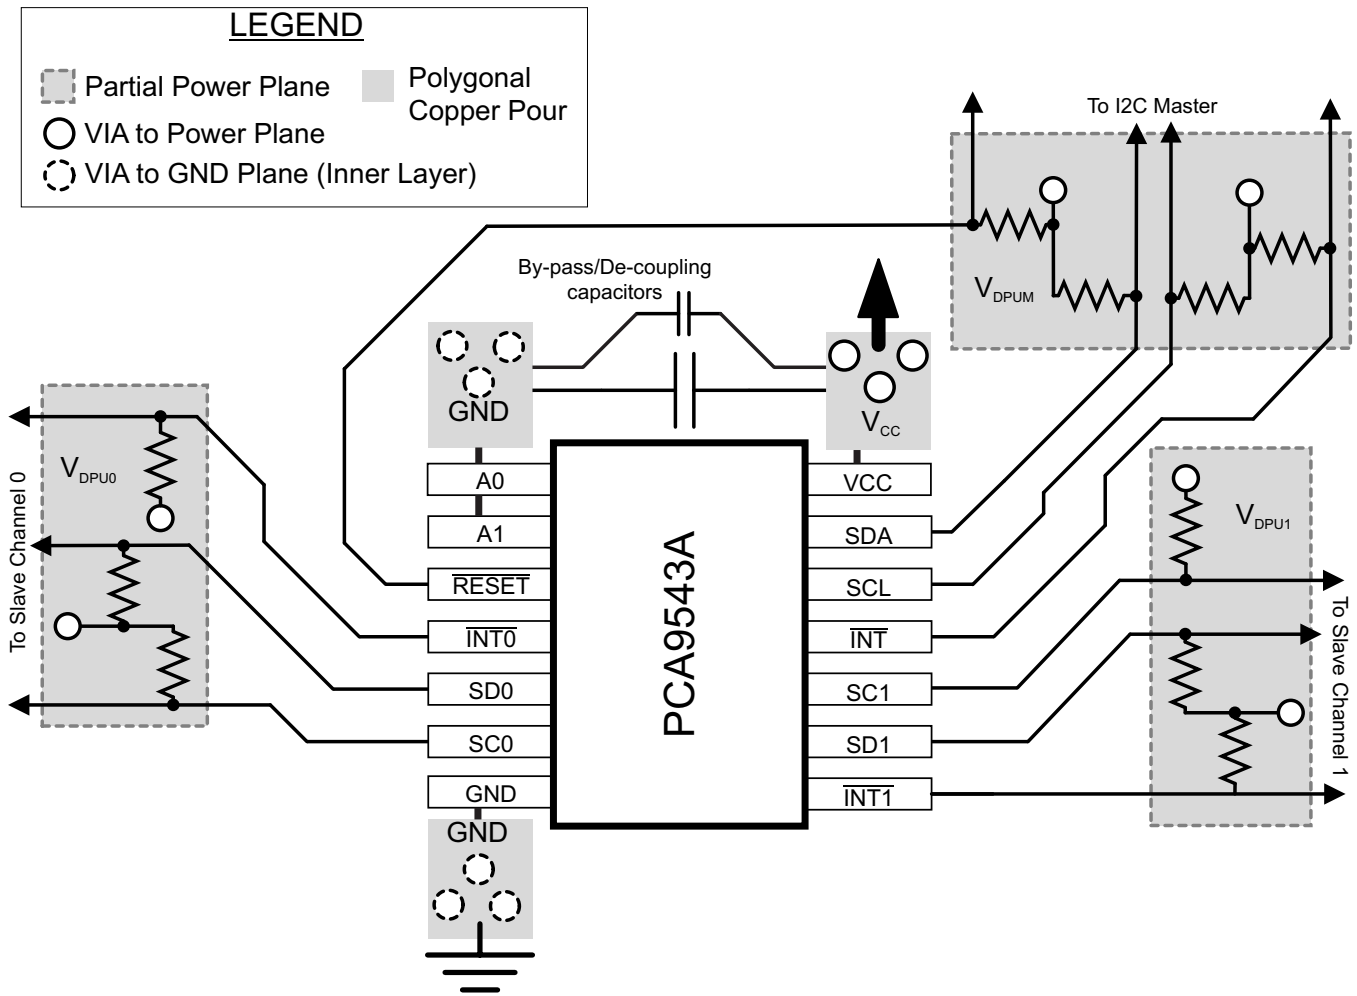 LEGEND
Partial Power Plane
Polygonal
Copper Pour
VIA to Power Plane
VIA to GND Plane (Inner Layer)
To I2C Master
By-pass/De-coupling
capacitors
VDPUM
GND
VCC
VDPU0
To Slave Channel 0
VDPU1
To Slave Channel 1
A0
A1
RESET
INT0
SD0
SC0
GND
PCA9543A
VCC
SDA
SCL
INT
SC1
SD1
INT1
GND